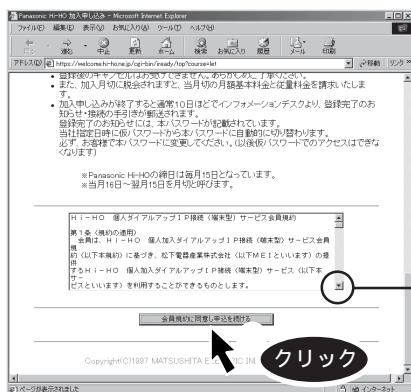 Panasonic Hi-HO 加入申し込み - Microsoft Internet Explorer
ファイル(F) 編集(E) 表示(V) お気に入り(A) ツール(T) ヘルプ(H)
戻る 進む 中止 更新 ホーム 検索 お気に入り 履歴 メール 印刷
アドレス(D) https://welcome.hi-hone.jp/cgi-bin/inready/top?course=let 移動 リンク
登録後のキャンセルはお受けできません。あらかじめご了承ください。
・ また、加入月切に脱会されますと、当月切の月額基本料金と従量料金を請求いたしま
す。
・ 加入申し込みが終了すると通常10日ほどでインフォメーションデスクより、登録完了のお
知らせ・接続の手引きが郵送されます。
登録完了のお知らせには、本パスワードが記載されています。
当社指定日時に仮パスワードから本パスワードに自動的に切り替わります。
必ず、お客様で本パスワードに変更してください。(以後仮パスワードでのアクセスはできな
くなります)
※Panasonic Hi-HOの締日は毎月15日となっています。
※当月16日～翌月15日を月切と呼びます。
Hi-HO 個人ダイアルアップIP接続(端末型)サービス会員規約
第1条(規約の適用)
会員は、Hi-HO 個人加入ダイアルアップIP接続(端末型)サービス会員
規
約(以下本規約)に基づき、松下電器産業株式会社(以下MEIといいます)の提
供
するHi-HO 個人加入ダイアルアップIP接続(端末型)サービス(以下本
サー
ビスといいます)を利用することができるものとします。
会員規約に同意し申込を続ける
クリック
Copyright(C)1997 MATSUSHITA E
ページが表示されました
インターネット